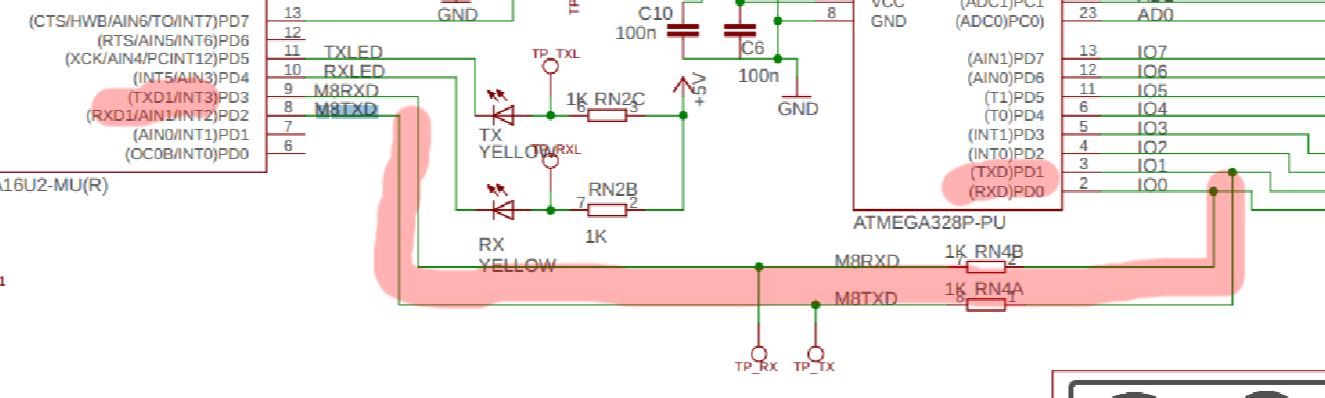 (CTS/HWB/AIN6/TO/INT7)PD7 13
(RTS/AIN5/INT6)PD6 12
(XCK/AIN4/PCINT12)PD5 11 TXLED
(INT5/AIN3)PD4 10 RXLED
(TXD1/INT3)PD3 9 M8RXD
(RXD1/AIN1/INT2)PD2 8 M8TXD
(AIN0/INT1)PD1 7
(OC0B/INT0)PD0 6
A16U2-MU(R)
GND
C10
100n
C6
100n
GND
+5V
TP_TXL
1K RN2C
6 3
TX
YELLOW
TP_RXL
RN2B
7 2
1K
RX
YELLOW
VCC (ADC1)PC1
8 GND (ADC0)PC0) 23 AD0
(AIN1)PD7 13 IO7
(AIN0)PD6 12 IO6
(T1)PD5 11 IO5
(T0)PD4 6 IO4
(INT1)PD3 5 IO3
(INT0)PD2 4 IO2
(TXD)PD1 3 IO1
(RXD)PD0 2 IO0
ATMEGA328P-PU
M8RXD 1K RN4B
7 2
M8TXD 1K RN4A
8 1
TP_RX TP_TX